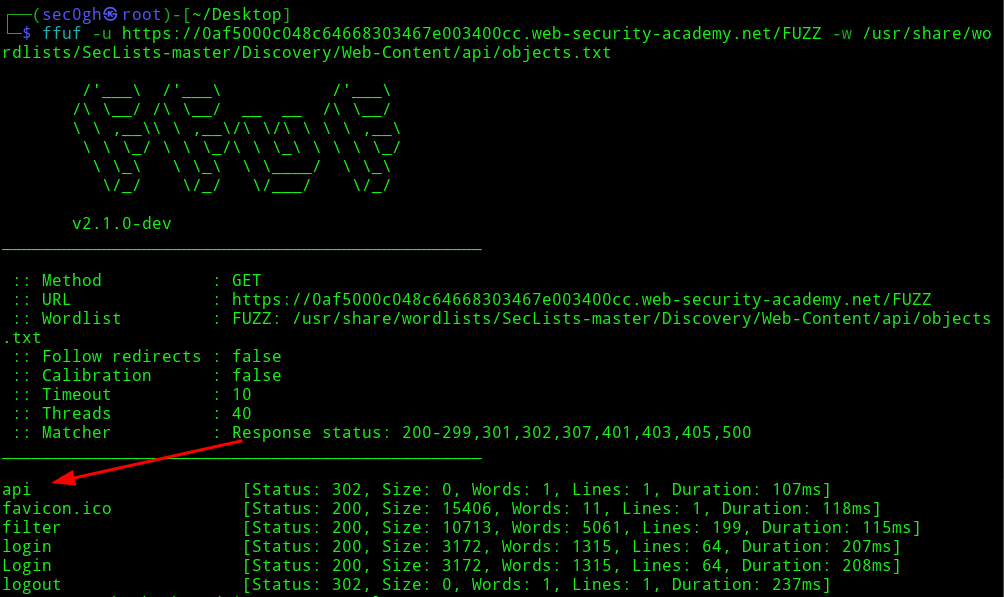 ┌──(sec0gh㉿root)-[~/Desktop]
└─$ ffuf -u https://0af5000c048c64668303467e003400cc.web-security-academy.net/FUZZ -w /usr/share/wo
rdlists/SecLists-master/Discovery/Web-Content/api/objects.txt

        /'___\  /'___\           /'___\
       /\ \__/ /\ \__/  __  __  /\ \__/
       \ \ ,__\\ \ ,__\/\ \/\ \ \ \ ,__\
        \ \ \_/ \ \ \_/\ \ \_\ \ \ \ \_/
         \ \_\   \ \_\  \ \____/  \ \_\
          \/_/    \/_/   \/___/    \/_/

       v2.1.0-dev
________________________________________________

 :: Method           : GET
 :: URL              : https://0af5000c048c64668303467e003400cc.web-security-academy.net/FUZZ
 :: Wordlist         : FUZZ: /usr/share/wordlists/SecLists-master/Discovery/Web-Content/api/objects
.txt
 :: Follow redirects : false
 :: Calibration      : false
 :: Timeout          : 10
 :: Threads          : 40
 :: Matcher          : Response status: 200-299,301,302,307,401,403,405,500
________________________________________________

api                     [Status: 302, Size: 0, Words: 1, Lines: 1, Duration: 107ms]
favicon.ico             [Status: 200, Size: 15406, Words: 11, Lines: 1, Duration: 118ms]
filter                  [Status: 200, Size: 10713, Words: 5061, Lines: 199, Duration: 115ms]
login                   [Status: 200, Size: 3172, Words: 1315, Lines: 64, Duration: 207ms]
Login                   [Status: 200, Size: 3172, Words: 1315, Lines: 64, Duration: 208ms]
logout                  [Status: 302, Size: 0, Words: 1, Lines: 1, Duration: 237ms]